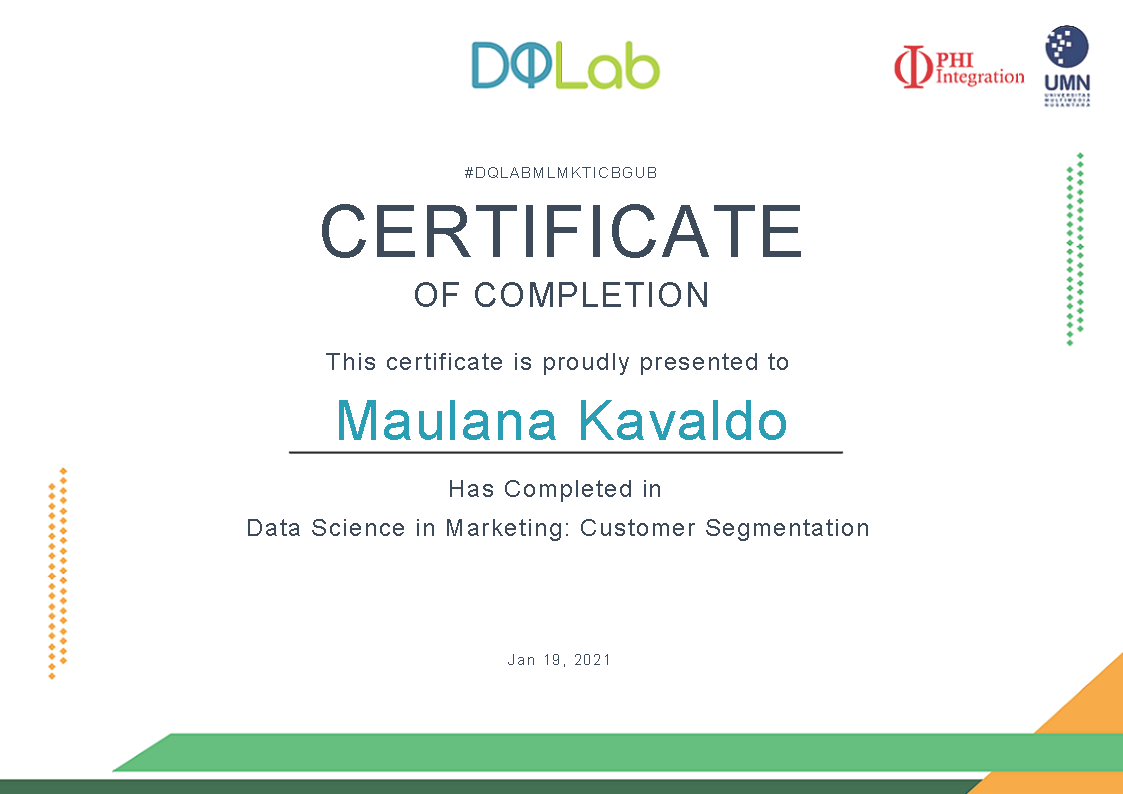 DQLab
PHI
Integration
UMN
UNIVERSITAS
MULTIMEDIA
NUSANTARA
#DQLABMLMKTICBGUB
CERTIFICATE
OF COMPLETION
This certificate is proudly presented to
Maulana Kavaldo
Has Completed in
Data Science in Marketing: Customer Segmentation
Jan 19, 2021